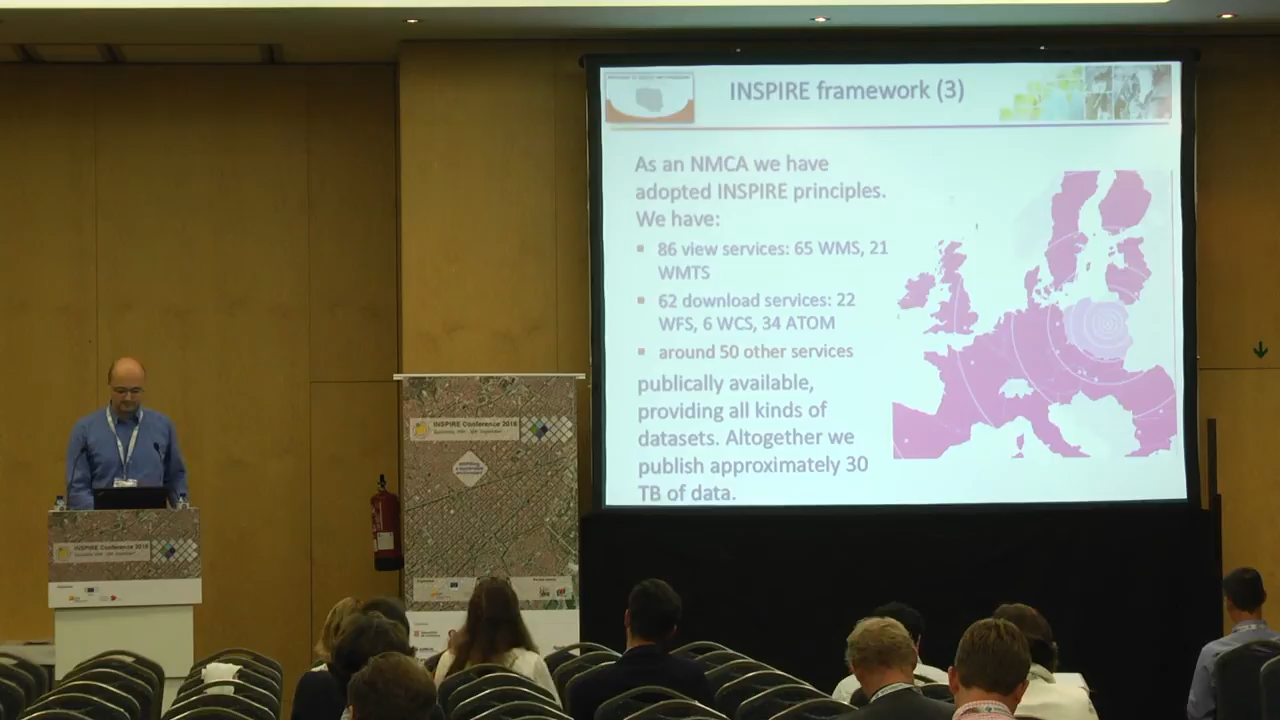 INSPIRE framework (3)
As an NMCA we have
adopted INSPIRE principles.
We have:
▪ 86 view services: 65 WMS, 21
WMTS
▪ 62 download services: 22
WFS, 6 WCS, 34 ATOM
▪ around 50 other services
publically available,
providing all kinds of
datasets. Altogether we
publish approximately 30
TB of data.
INSPIRE Conference 2016
INSPIRE Conference 2016